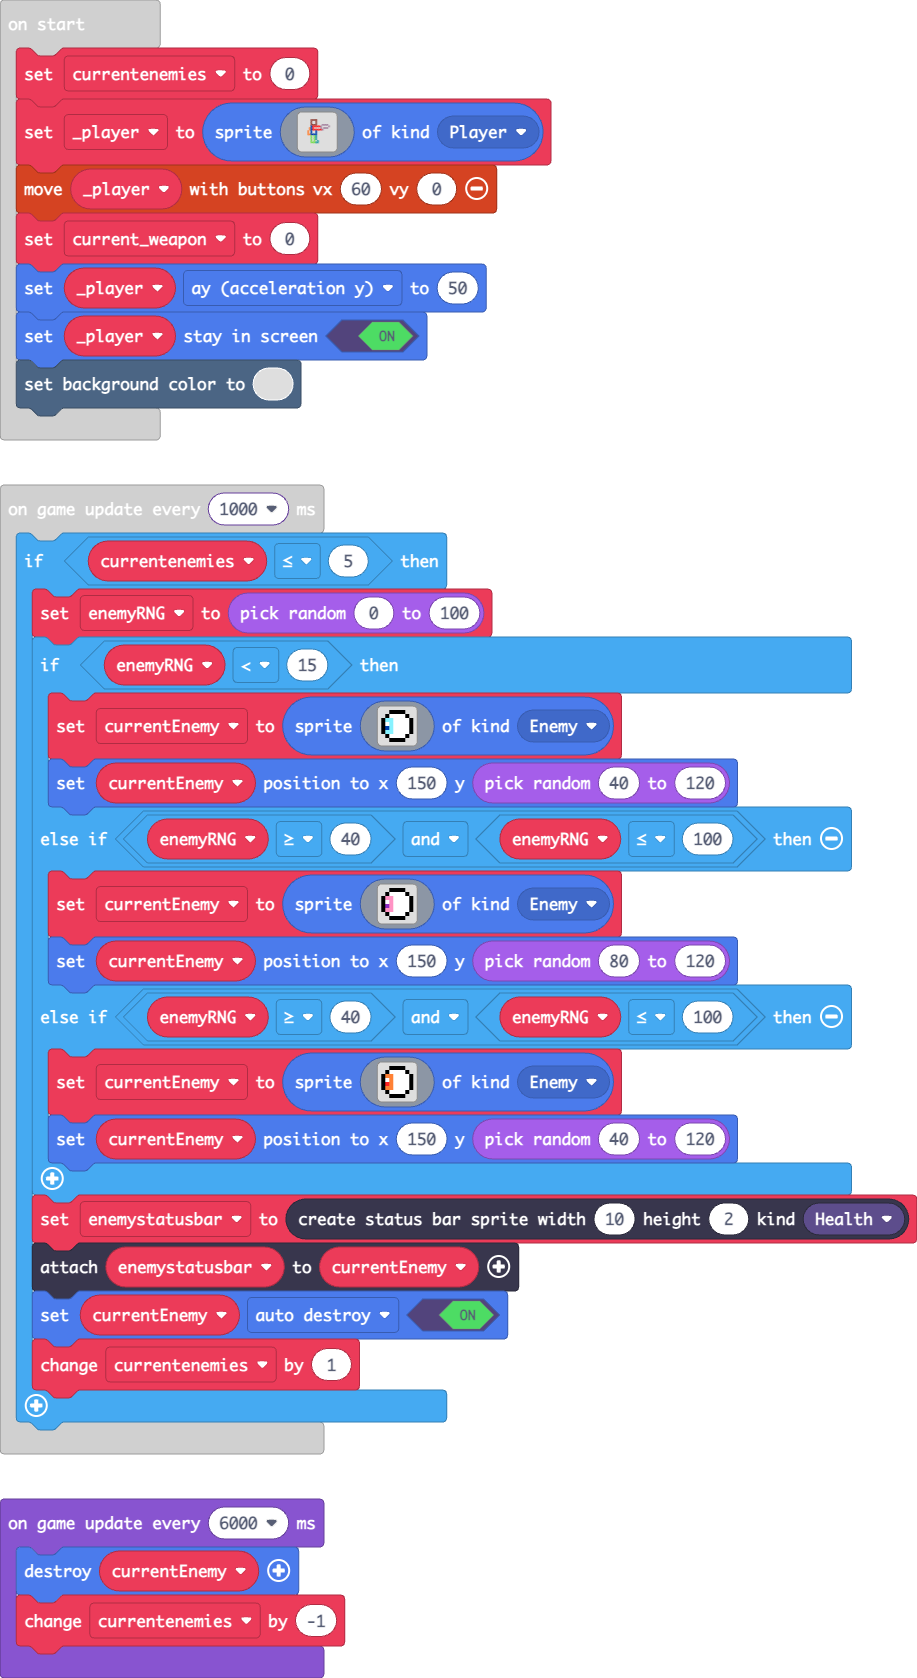 on start
set currentenemies to 0
set _player to sprite of kind Player
move _player with buttons vx 60 vy 0
set current_weapon to 0
set _player ay (acceleration y) to 50
set _player stay in screen ON
set background color to
on game update every 1000 ms
if currentenemies ≤ 5 then
set enemyRNG to pick random 0 to 100
if enemyRNG < 15 then
set currentEnemy to sprite of kind Enemy
set currentEnemy position to x 150 y pick random 40 to 120
else if enemyRNG ≥ 40 and enemyRNG ≤ 100 then
set currentEnemy to sprite of kind Enemy
set currentEnemy position to x 150 y pick random 80 to 120
else if enemyRNG ≥ 40 and enemyRNG ≤ 100 then
set currentEnemy to sprite of kind Enemy
set currentEnemy position to x 150 y pick random 40 to 120
set enemystatusbar to create status bar sprite width 10 height 2 kind Health
attach enemystatusbar to currentEnemy
set currentEnemy auto destroy ON
change currentenemies by 1
on game update every 6000 ms
destroy currentEnemy
change currentenemies by -1